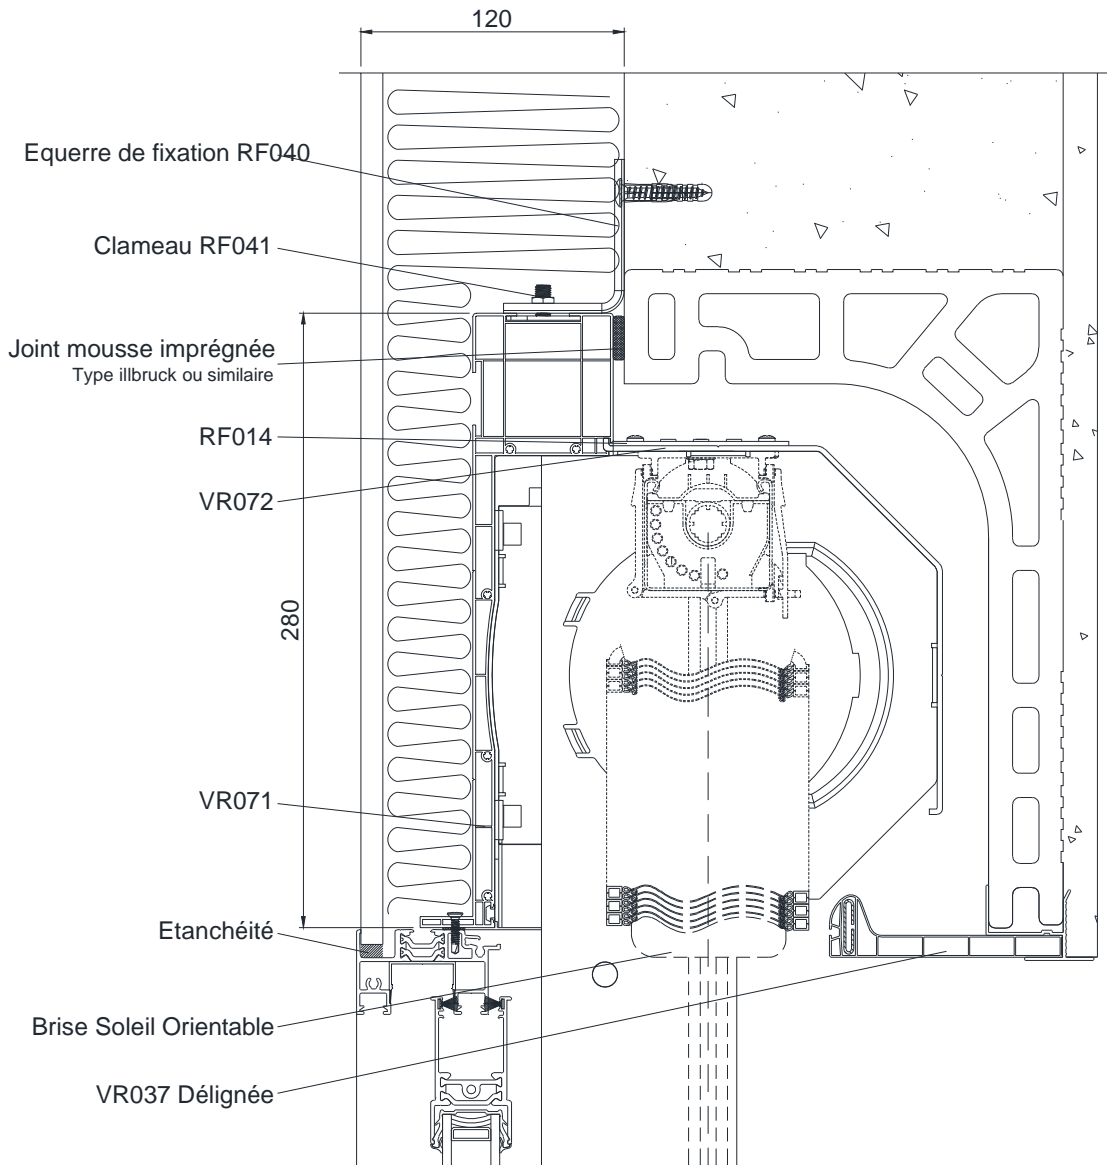 120
Equerre de fixation RF040
Clameau RF041
Joint mousse imprégnée
Type illbruck ou similaire
RF014
VR072
280
VR071
Etanchéité
Brise Soleil Orientable
VR037 Délignée